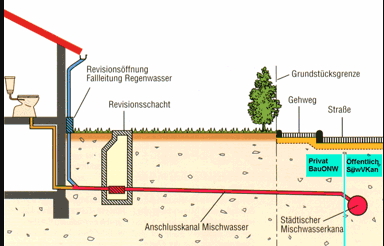 Revisionsöffnung
Fallleitung Regenwasser
Revisionsschacht
Grundstücksgrenze
Gehweg
Straße
Privat
BauONW
Öffentlich
SgwVKan
Anschlusskanal Mischwasser
Städtischer
Mischwasserkana